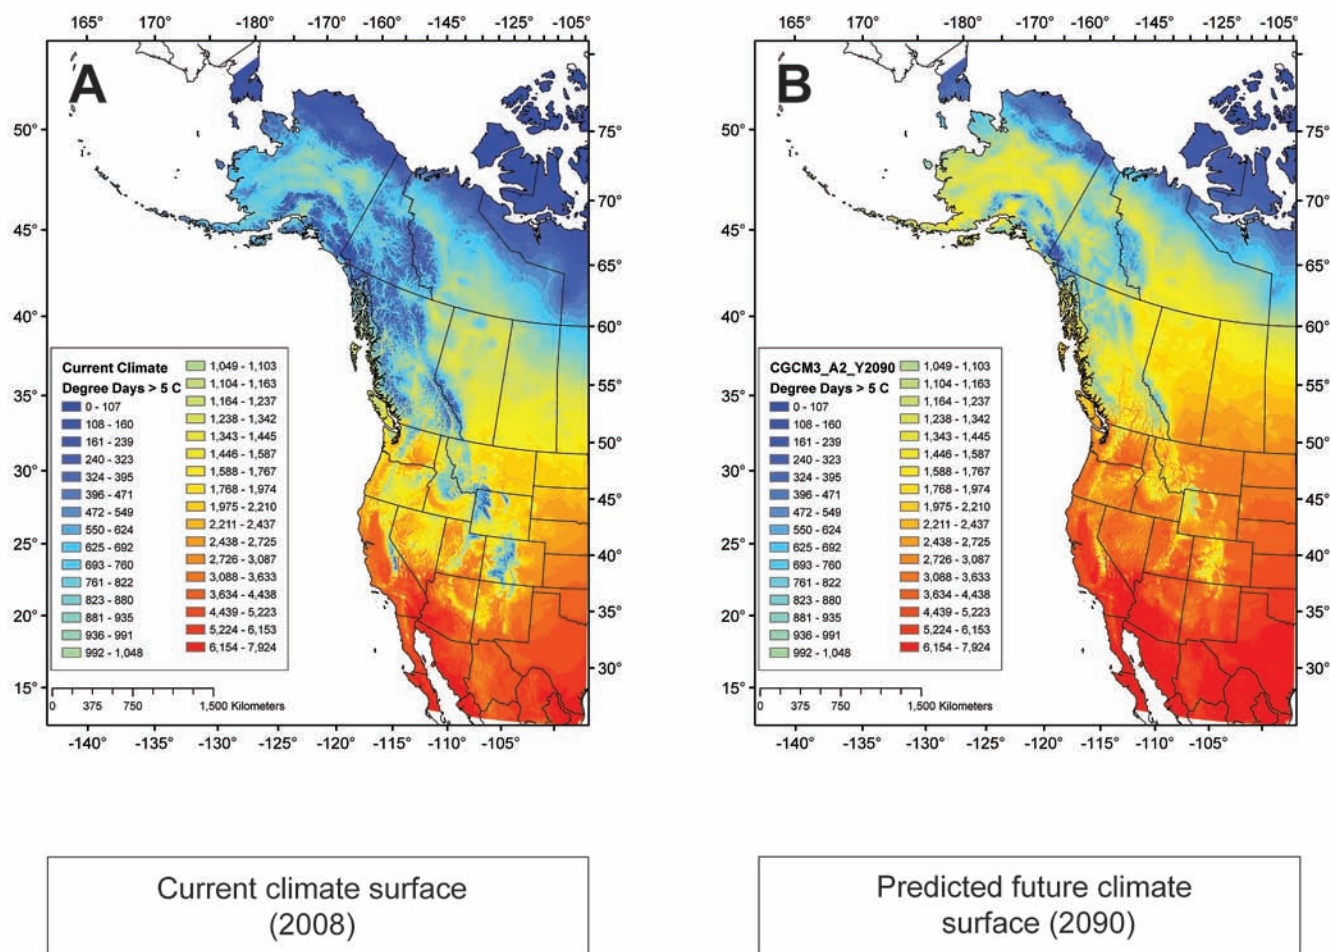 165° 170° -180° -170° -160° -145° -125° -105°
A
50° 45° 40° 35° 30° 25° 20° 15°
75° 70° 65° 60° 55° 50° 45° 40° 35° 30°
Current Climate
Degree Days > 5 C
0 - 107
108 - 160
161 - 239
240 - 323
324 - 395
396 - 471
472 - 549
550 - 624
625 - 692
693 - 760
761 - 822
823 - 880
881 - 935
936 - 991
992 - 1,048
1,049 - 1,103
1,104 - 1,163
1,164 - 1,237
1,238 - 1,342
1,343 - 1,445
1,446 - 1,587
1,588 - 1,767
1,768 - 1,974
1,975 - 2,210
2,211 - 2,437
2,438 - 2,725
2,726 - 3,087
3,088 - 3,633
3,634 - 4,438
4,439 - 5,223
5,224 - 6,153
6,154 - 7,924
0 375 750 1,500 Kilometers
-140° -135° -130° -125° -120° -115° -110° -105°
Current climate surface
(2008)
165° 170° -180° -170° -160° -145° -125° -105°
B
50° 45° 40° 35° 30° 25° 20° 15°
75° 70° 65° 60° 55° 50° 45° 40° 35° 30°
CGCM3_A2_Y2090
Degree Days > 5 C
0 - 107
108 - 160
161 - 239
240 - 323
324 - 395
396 - 471
472 - 549
550 - 624
625 - 692
693 - 760
761 - 822
823 - 880
881 - 935
936 - 991
992 - 1,048
1,049 - 1,103
1,104 - 1,163
1,164 - 1,237
1,238 - 1,342
1,343 - 1,445
1,446 - 1,587
1,588 - 1,767
1,768 - 1,974
1,975 - 2,210
2,211 - 2,437
2,438 - 2,725
2,726 - 3,087
3,088 - 3,633
3,634 - 4,438
4,439 - 5,223
5,224 - 6,153
6,154 - 7,924
0 375 750 1,500 Kilometers
-140° -135° -130° -125° -120° -115° -110° -105°
Predicted future climate
surface (2090)